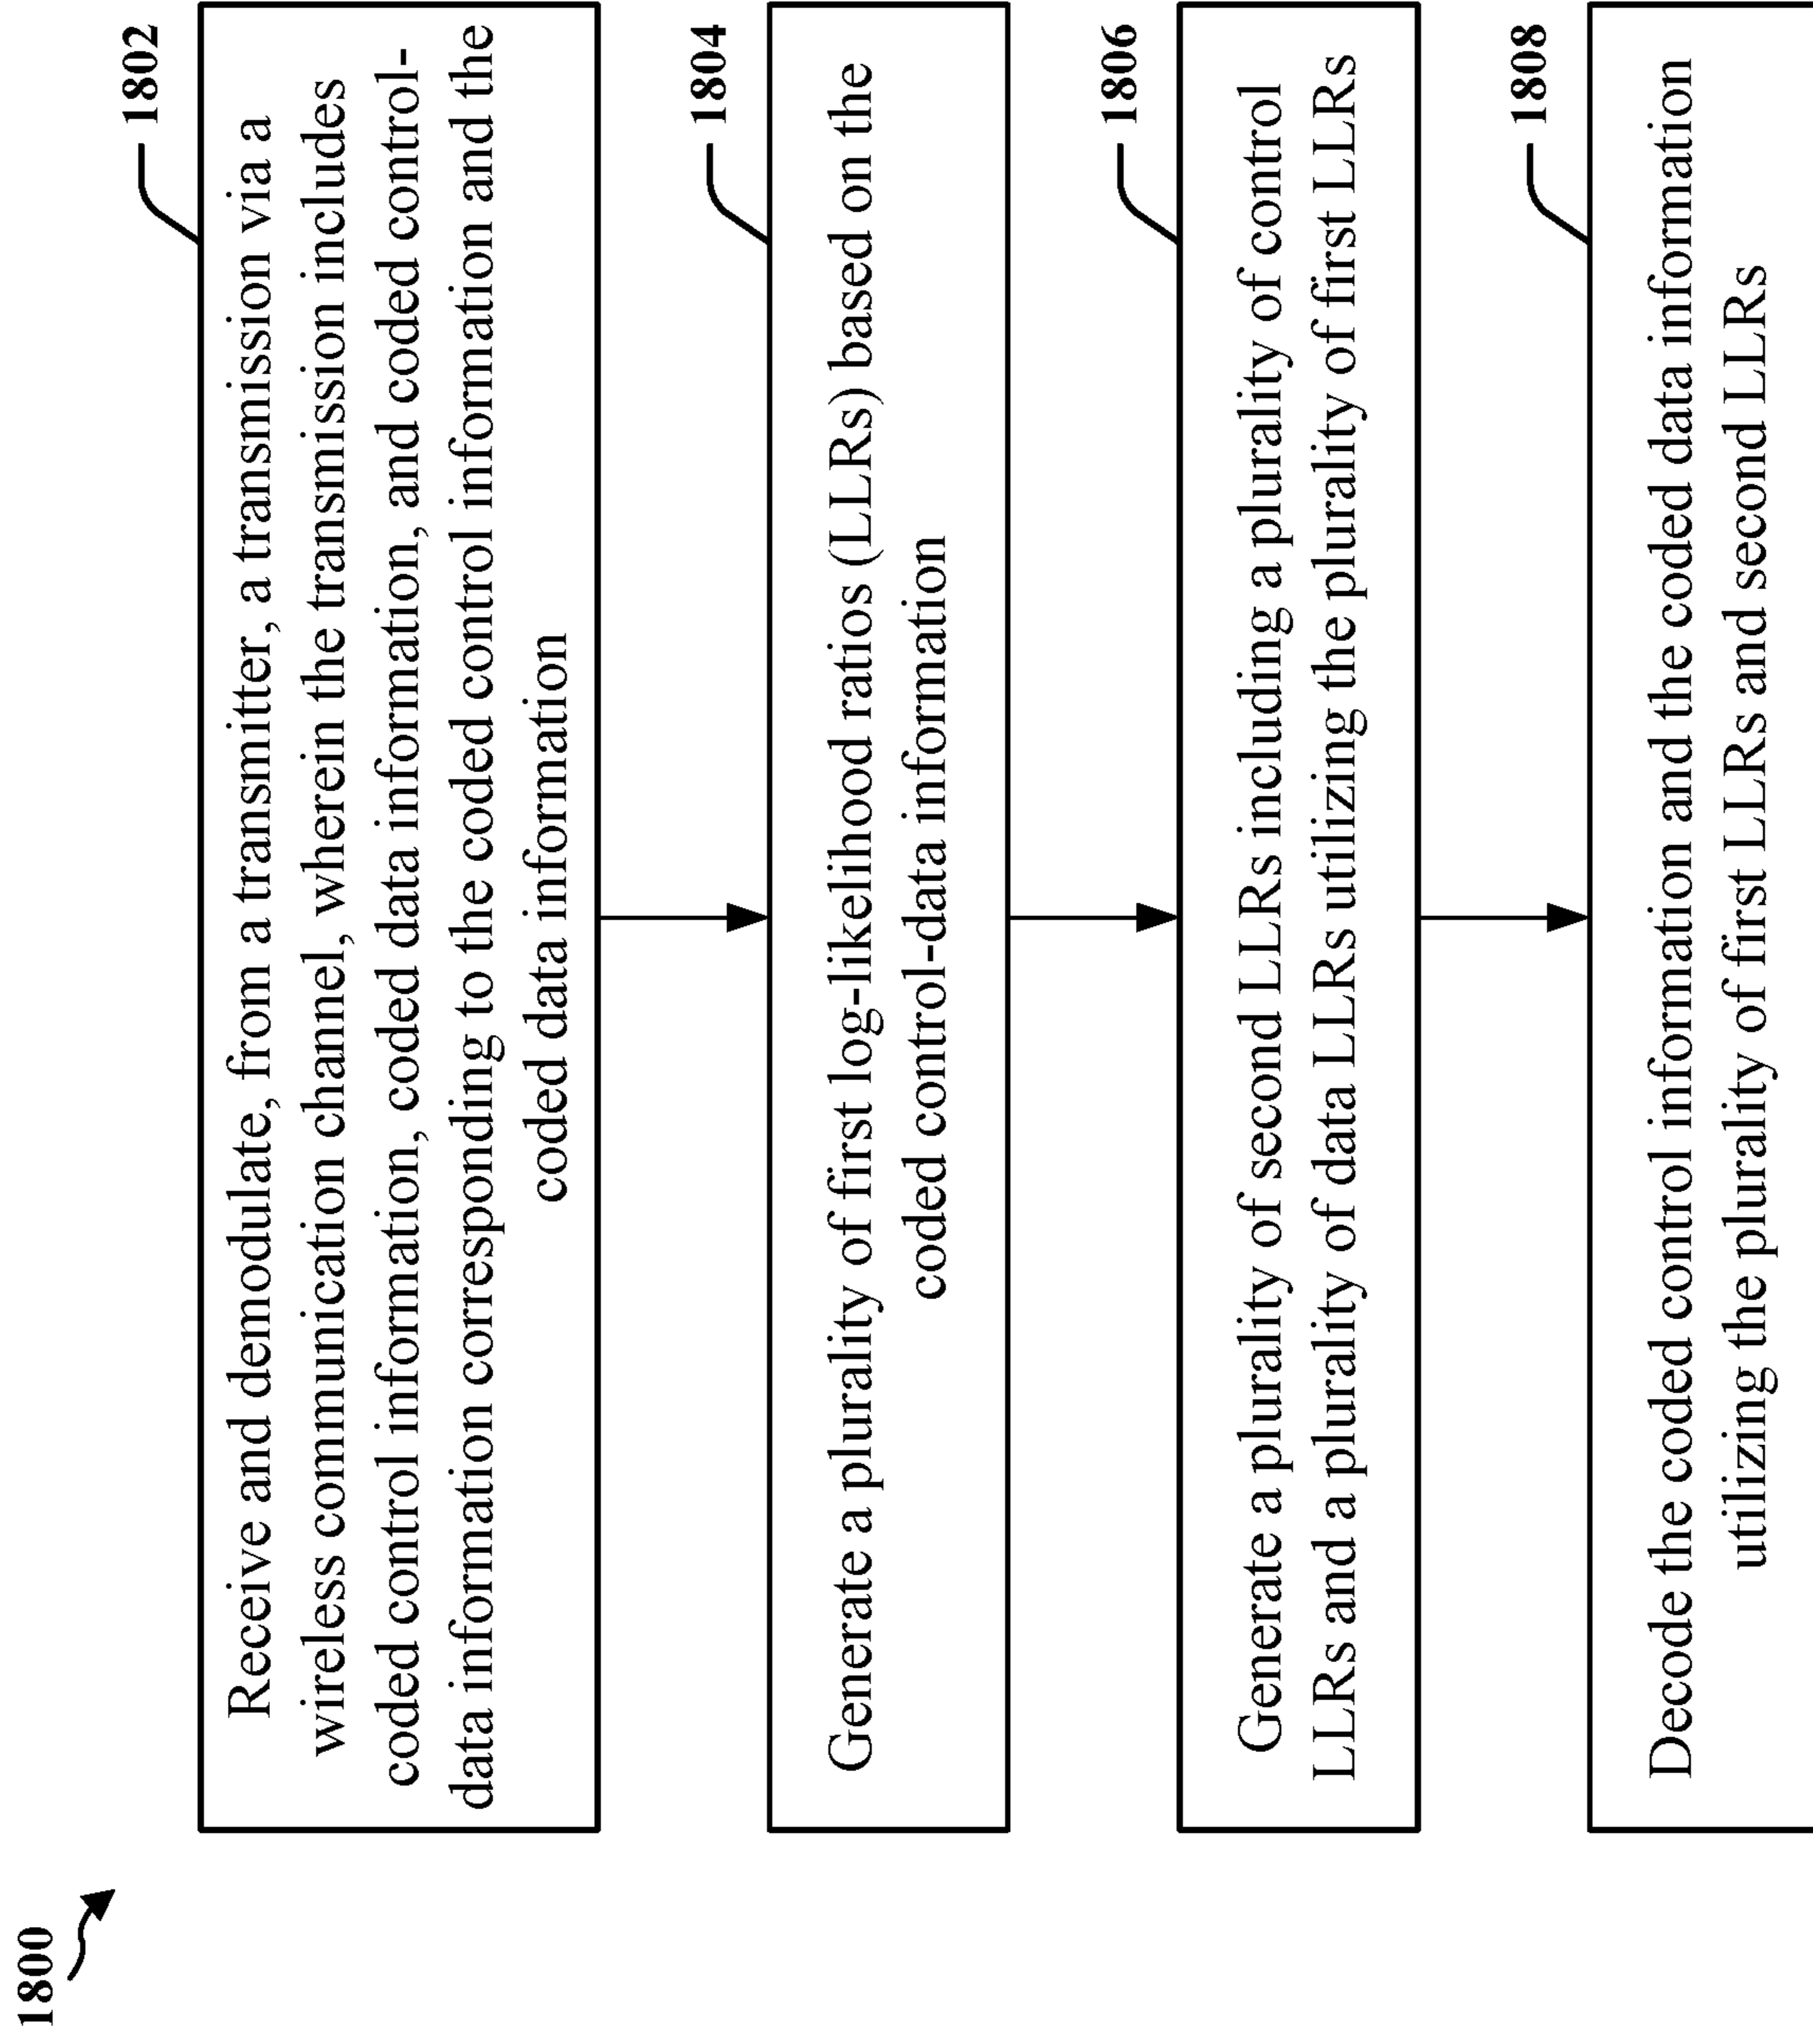 1800
1802
Receive and demodulate, from a transmitter, a transmission via a
wireless communication channel, wherein the transmission includes
coded control information, coded data information, and coded control-
data information corresponding to the coded control information and the
coded data information
1804
Generate a plurality of first log-likelihood ratios (LLRs) based on the
coded control-data information
1806
Generate a plurality of second LLRs including a plurality of control
LLRs and a plurality of data LLRs utilizing the plurality of first LLRs
1808
Decode the coded control information and the coded data information
utilizing the plurality of first LLRs and second LLRs